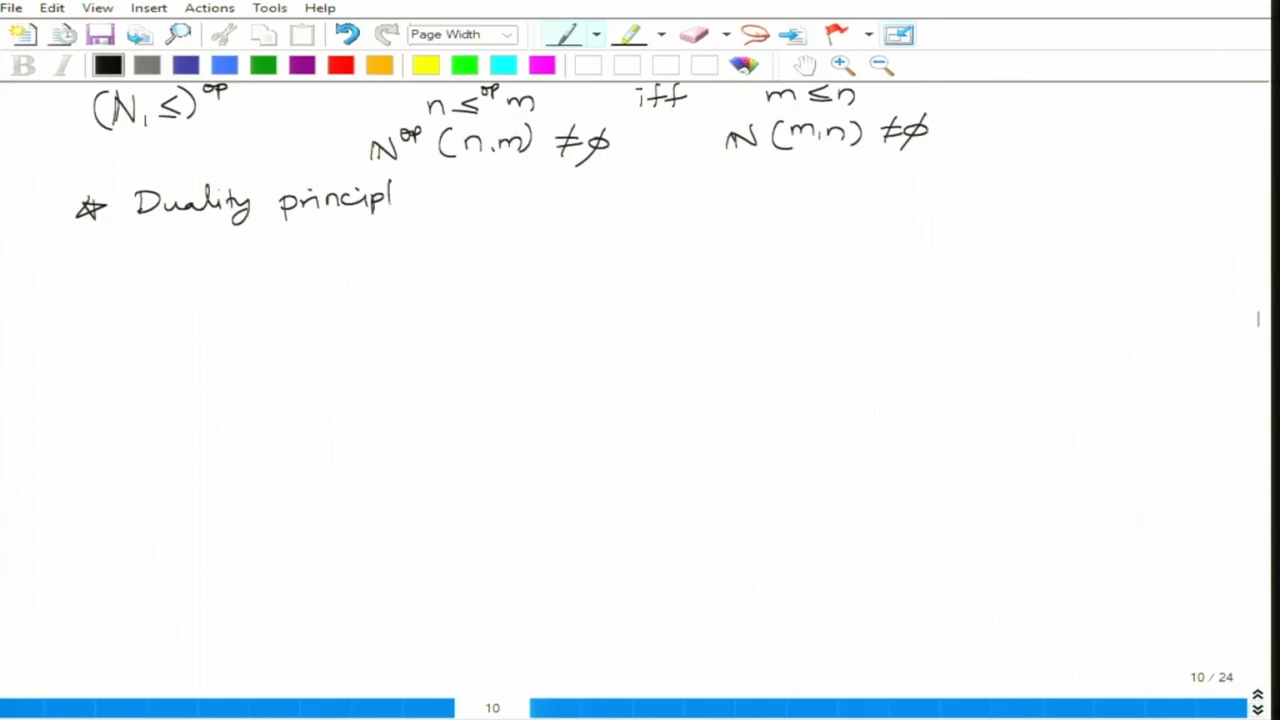 File Edit View Insert Actions Tools Help
Page Width
B I
(N, ≤)^op n ≤^op m iff m ≤ n
N^op (n, m) ≠ φ N (m, n) ≠ φ
☆ Duality principl
10 / 24
10